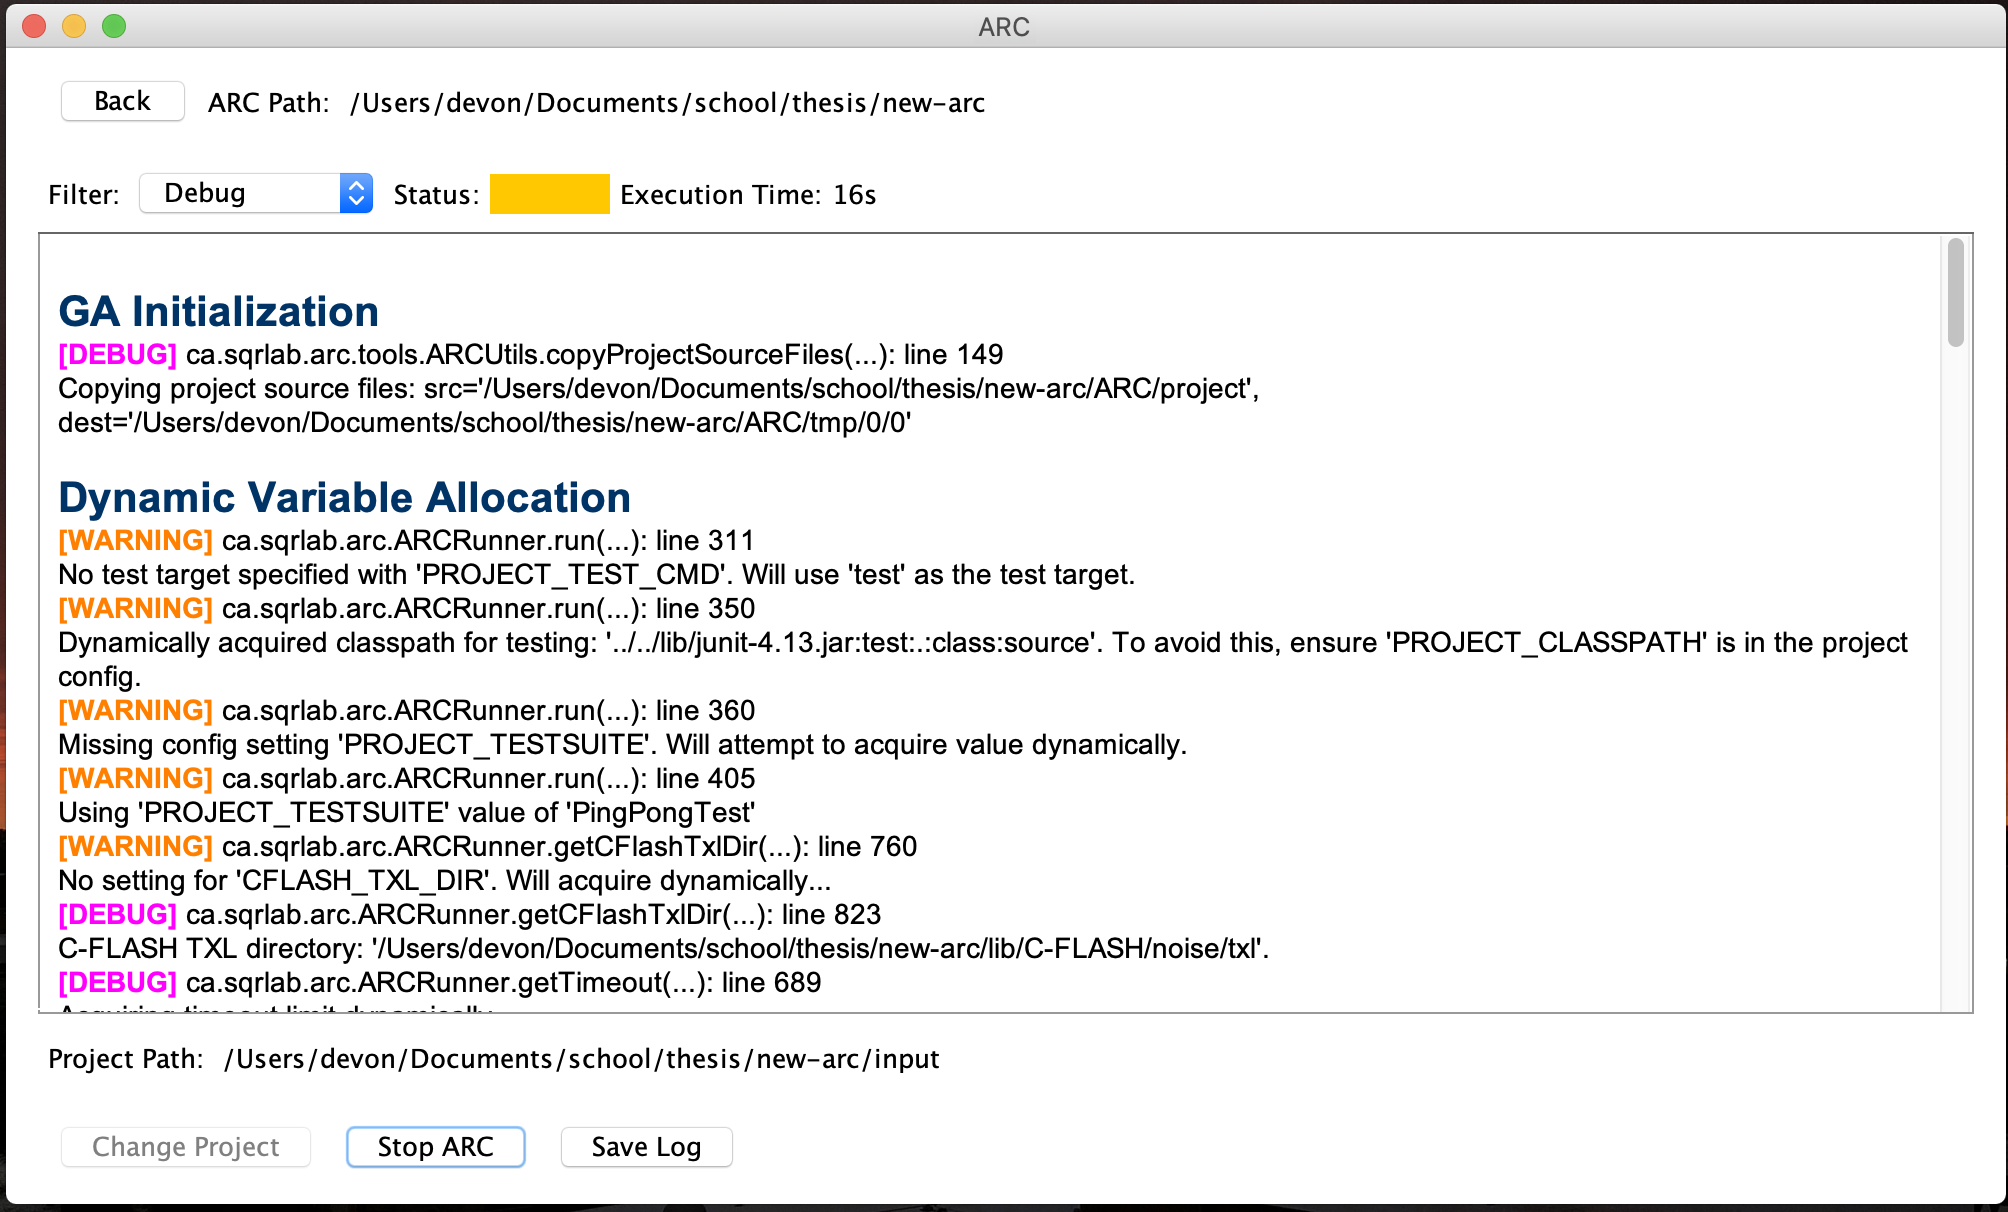 ARC
Back ARC Path: /Users/devon/Documents/school/thesis/new-arc
Filter: Debug Status: Execution Time: 16s
GA Initialization
[DEBUG] ca.sqrlab.arc.tools.ARCUtils.copyProjectSourceFiles(...): line 149
Copying project source files: src='/Users/devon/Documents/school/thesis/new-arc/ARC/project',
dest='/Users/devon/Documents/school/thesis/new-arc/ARC/tmp/0/0'
Dynamic Variable Allocation
[WARNING] ca.sqrlab.arc.ARCRunner.run(...): line 311
No test target specified with 'PROJECT_TEST_CMD'. Will use 'test' as the test target.
[WARNING] ca.sqrlab.arc.ARCRunner.run(...): line 350
Dynamically acquired classpath for testing: '../../lib/junit-4.13.jar:test:.:class:source'. To avoid this, ensure 'PROJECT_CLASSPATH' is in the project
config.
[WARNING] ca.sqrlab.arc.ARCRunner.run(...): line 360
Missing config setting 'PROJECT_TESTSUITE'. Will attempt to acquire value dynamically.
[WARNING] ca.sqrlab.arc.ARCRunner.run(...): line 405
Using 'PROJECT_TESTSUITE' value of 'PingPongTest'
[WARNING] ca.sqrlab.arc.ARCRunner.getCFlashTxlDir(...): line 760
No setting for 'CFLASH_TXL_DIR'. Will acquire dynamically...
[DEBUG] ca.sqrlab.arc.ARCRunner.getCFlashTxlDir(...): line 823
C-FLASH TXL directory: '/Users/devon/Documents/school/thesis/new-arc/lib/C-FLASH/noise/txl'.
[DEBUG] ca.sqrlab.arc.ARCRunner.getTimeout(...): line 689
Acquiring timeout limit dynamically
Project Path: /Users/devon/Documents/school/thesis/new-arc/input
Change Project Stop ARC Save Log